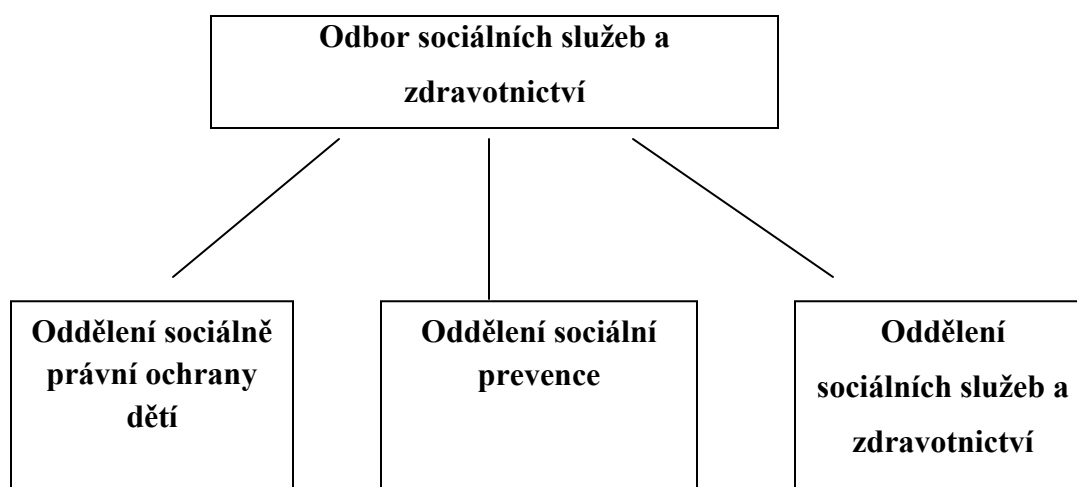 Odbor sociálních služeb a
zdravotnictví
Oddělení sociálně
právní ochrany
dětí
Oddělení sociální
prevence
Oddělení
sociálních služeb a
zdravotnictví